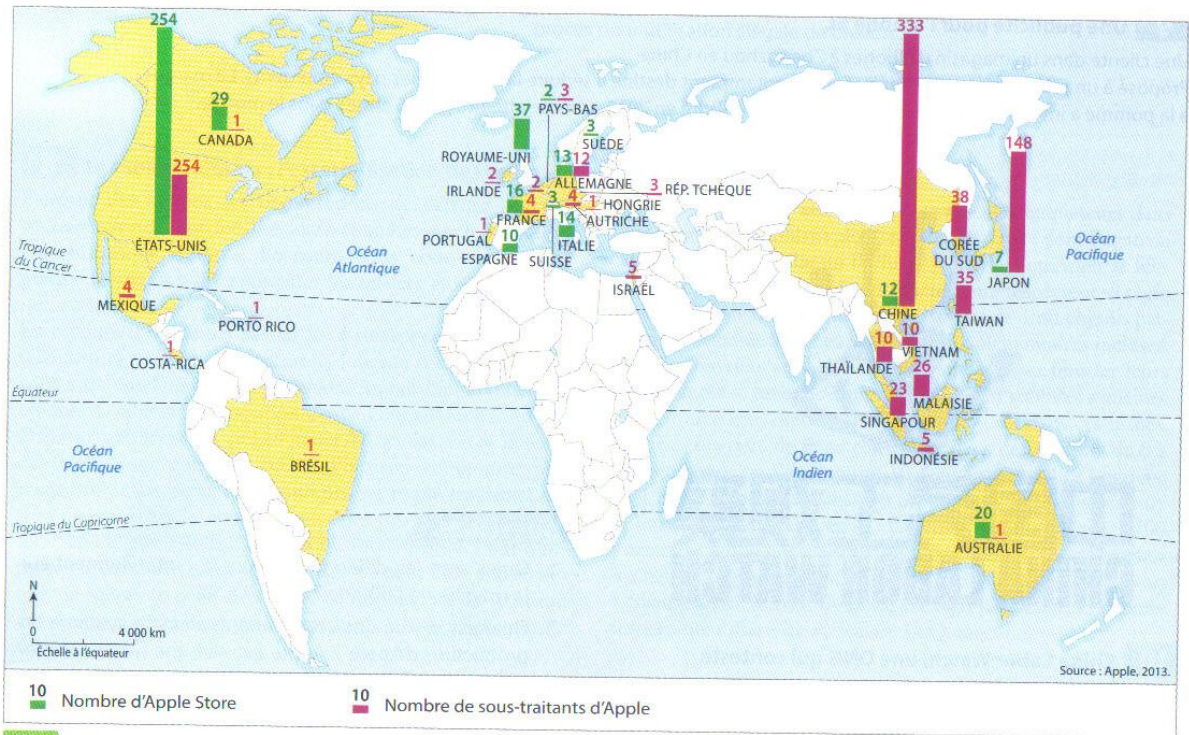 254
29
1
CANADA
254
ÉTATS-UNIS
4
MEXIQUE
1
PORTO RICO
1
COSTA-RICA
1
BRÉSIL
37
ROYAUME-UNI
2 3
PAYS-BAS
3
SUÈDE
13 12
ALLEMAGNE
2
IRLANDE
2
3
RÉP. TCHÈQUE
16
4
FRANCE
3
SUISSE
4
AUTRICHE
1
HONGRIE
1
PORTUGAL
10
ESPAGNE
14
ITALIE
5
ISRAËL
333
12
CHINE
38
CORÉE
DU SUD
148
7
JAPON
35
TAIWAN
10
THAÏLANDE
10
VIETNAM
26
MALAISIE
23
SINGAPOUR
5
INDONÉSIE
20
1
AUSTRALIE
Océan
Atlantique
Océan
Pacifique
Océan
Pacifique
Océan
Indien
Tropique
du Cancer
Équateur
Tropique du Capricorne
N
0 4 000 km
Échelle à l'équateur
Source : Apple, 2013.
10 Nombre d'Apple Store
10 Nombre de sous-traitants d'Apple